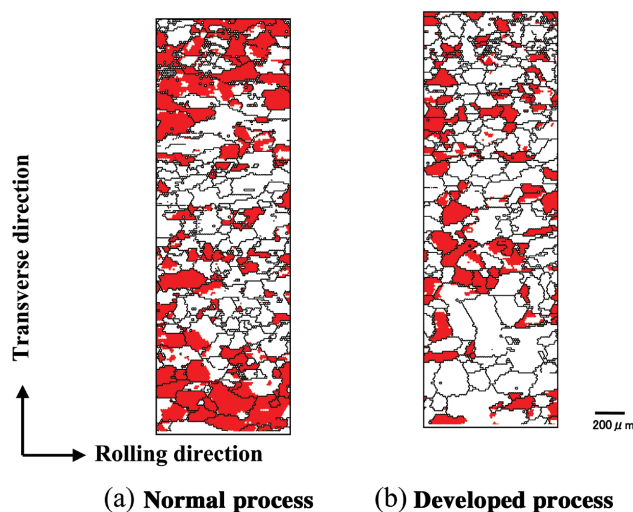 Transverse direction
Rolling direction
200 μm
(a) Normal process
(b) Developed process